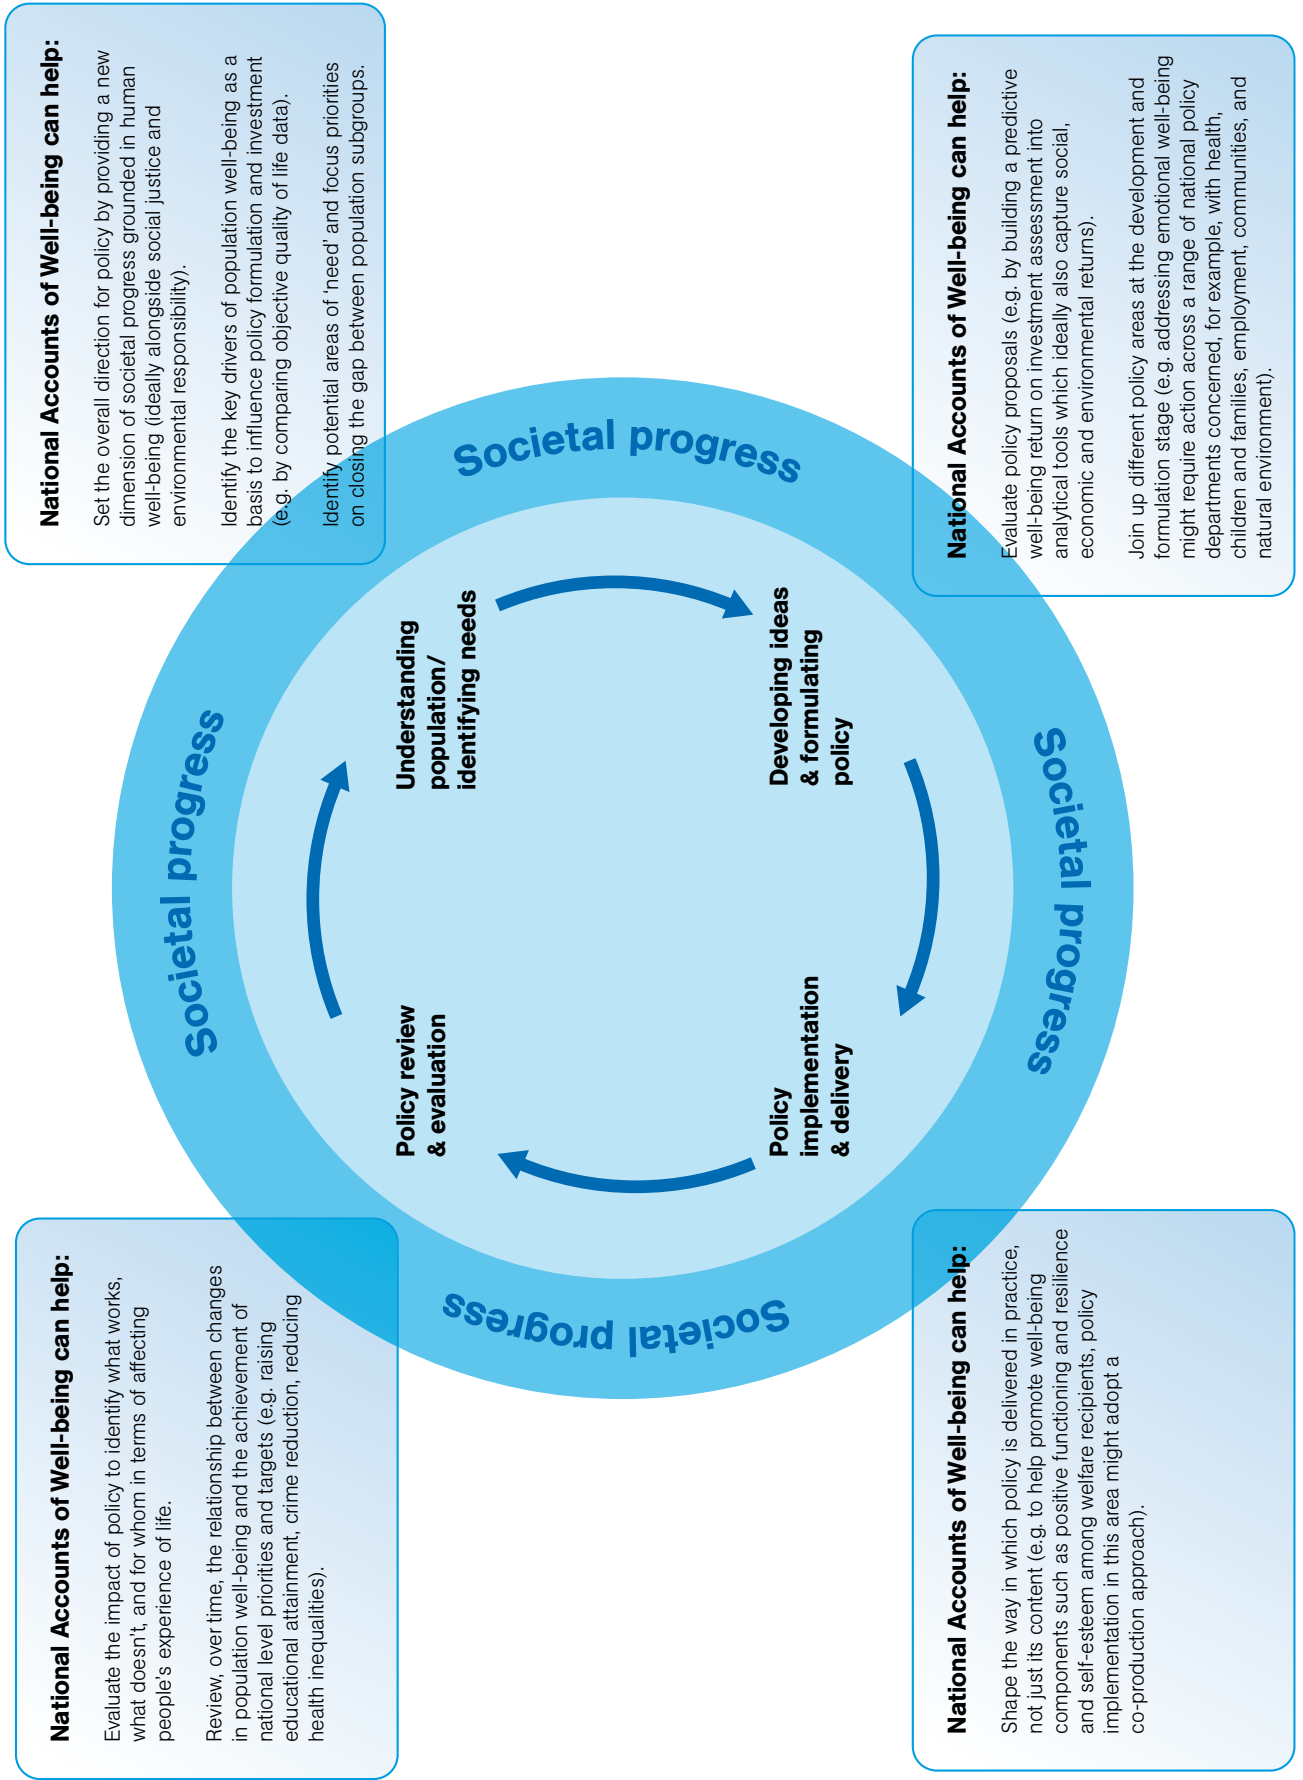 National Accounts of Well-being can help:
Evaluate the impact of policy to identify what works,
what doesn't, and for whom in terms of affecting
people's experience of life.
Review, over time, the relationship between changes
in population well-being and the achievement of
national level priorities and targets (e.g. raising
educational attainment, crime reduction, reducing
health inequalities).
National Accounts of Well-being can help:
Set the overall direction for policy by providing a new
dimension of societal progress grounded in human
well-being (ideally alongside social justice and
environmental responsibility).
Identify the key drivers of population well-being as a
basis to influence policy formulation and investment
(e.g. by comparing objective quality of life data).
Identify potential areas of 'need' and focus priorities
on closing the gap between population subgroups.
Societal progress
Societal progress
Societal progress
Societal progress
Policy review
& evaluation
Understanding
population/
identifying needs
Policy
implementation
& delivery
Developing ideas
& formulating
policy
National Accounts of Well-being can help:
Shape the way in which policy is delivered in practice,
not just its content (e.g. to help promote well-being
components such as positive functioning and resilience
and self-esteem among welfare recipients, policy
implementation in this area might adopt a
co-production approach).
National Accounts of Well-being can help:
Evaluate policy proposals (e.g. by building a predictive
well-being return on investment assessment into
analytical tools which ideally also capture social,
economic and environmental returns).
Join up different policy areas at the development and
formulation stage (e.g. addressing emotional well-being
might require action across a range of national policy
departments concerned, for example, with health,
children and families, employment, communities, and
natural environment).